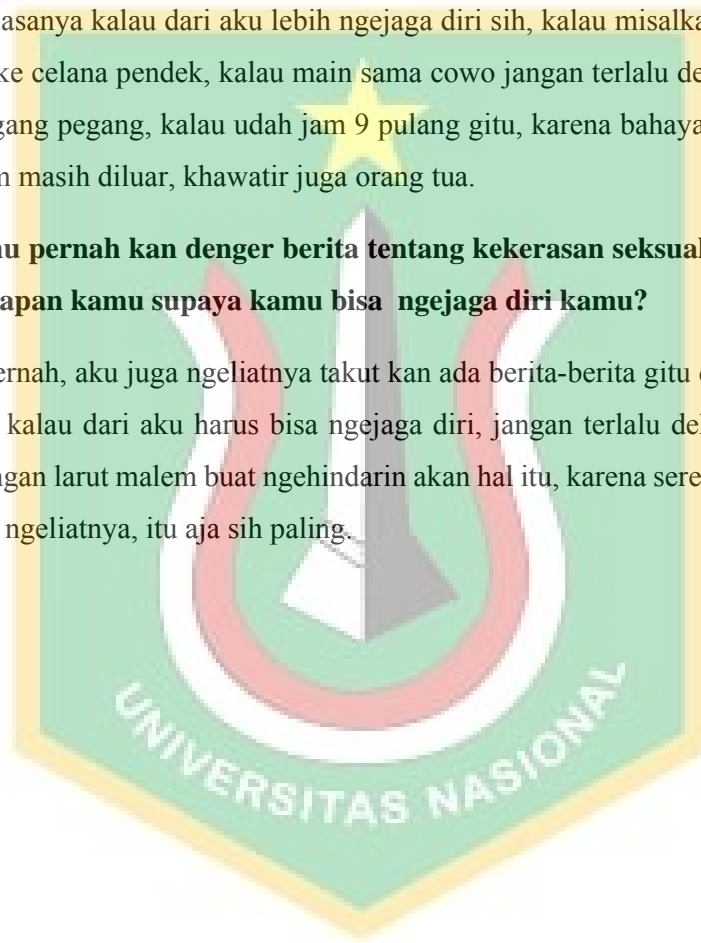 asanya kalau dari aku lebih ngejaga diri sih, kalau misalka
ke celana pendek, kalau main sama cowo jangan terlalu de
gang pegang, kalau udah jam 9 pulang gitu, karena bahaya
n masih diluar, khawatir juga orang tua.
nu pernah kan denger berita tentang kekerasan seksual
apan kamu supaya kamu bisa ngejaga diri kamu?
ernah, aku juga ngeliatnya takut kan ada berita-berita gitu
kalau dari aku harus bisa ngejaga diri, jangan terlalu de
ngan larut malem buat ngehindarin akan hal itu, karena sere
ngeliatnya, itu aja sih paling.
UNIVERSITAS NASIONAL